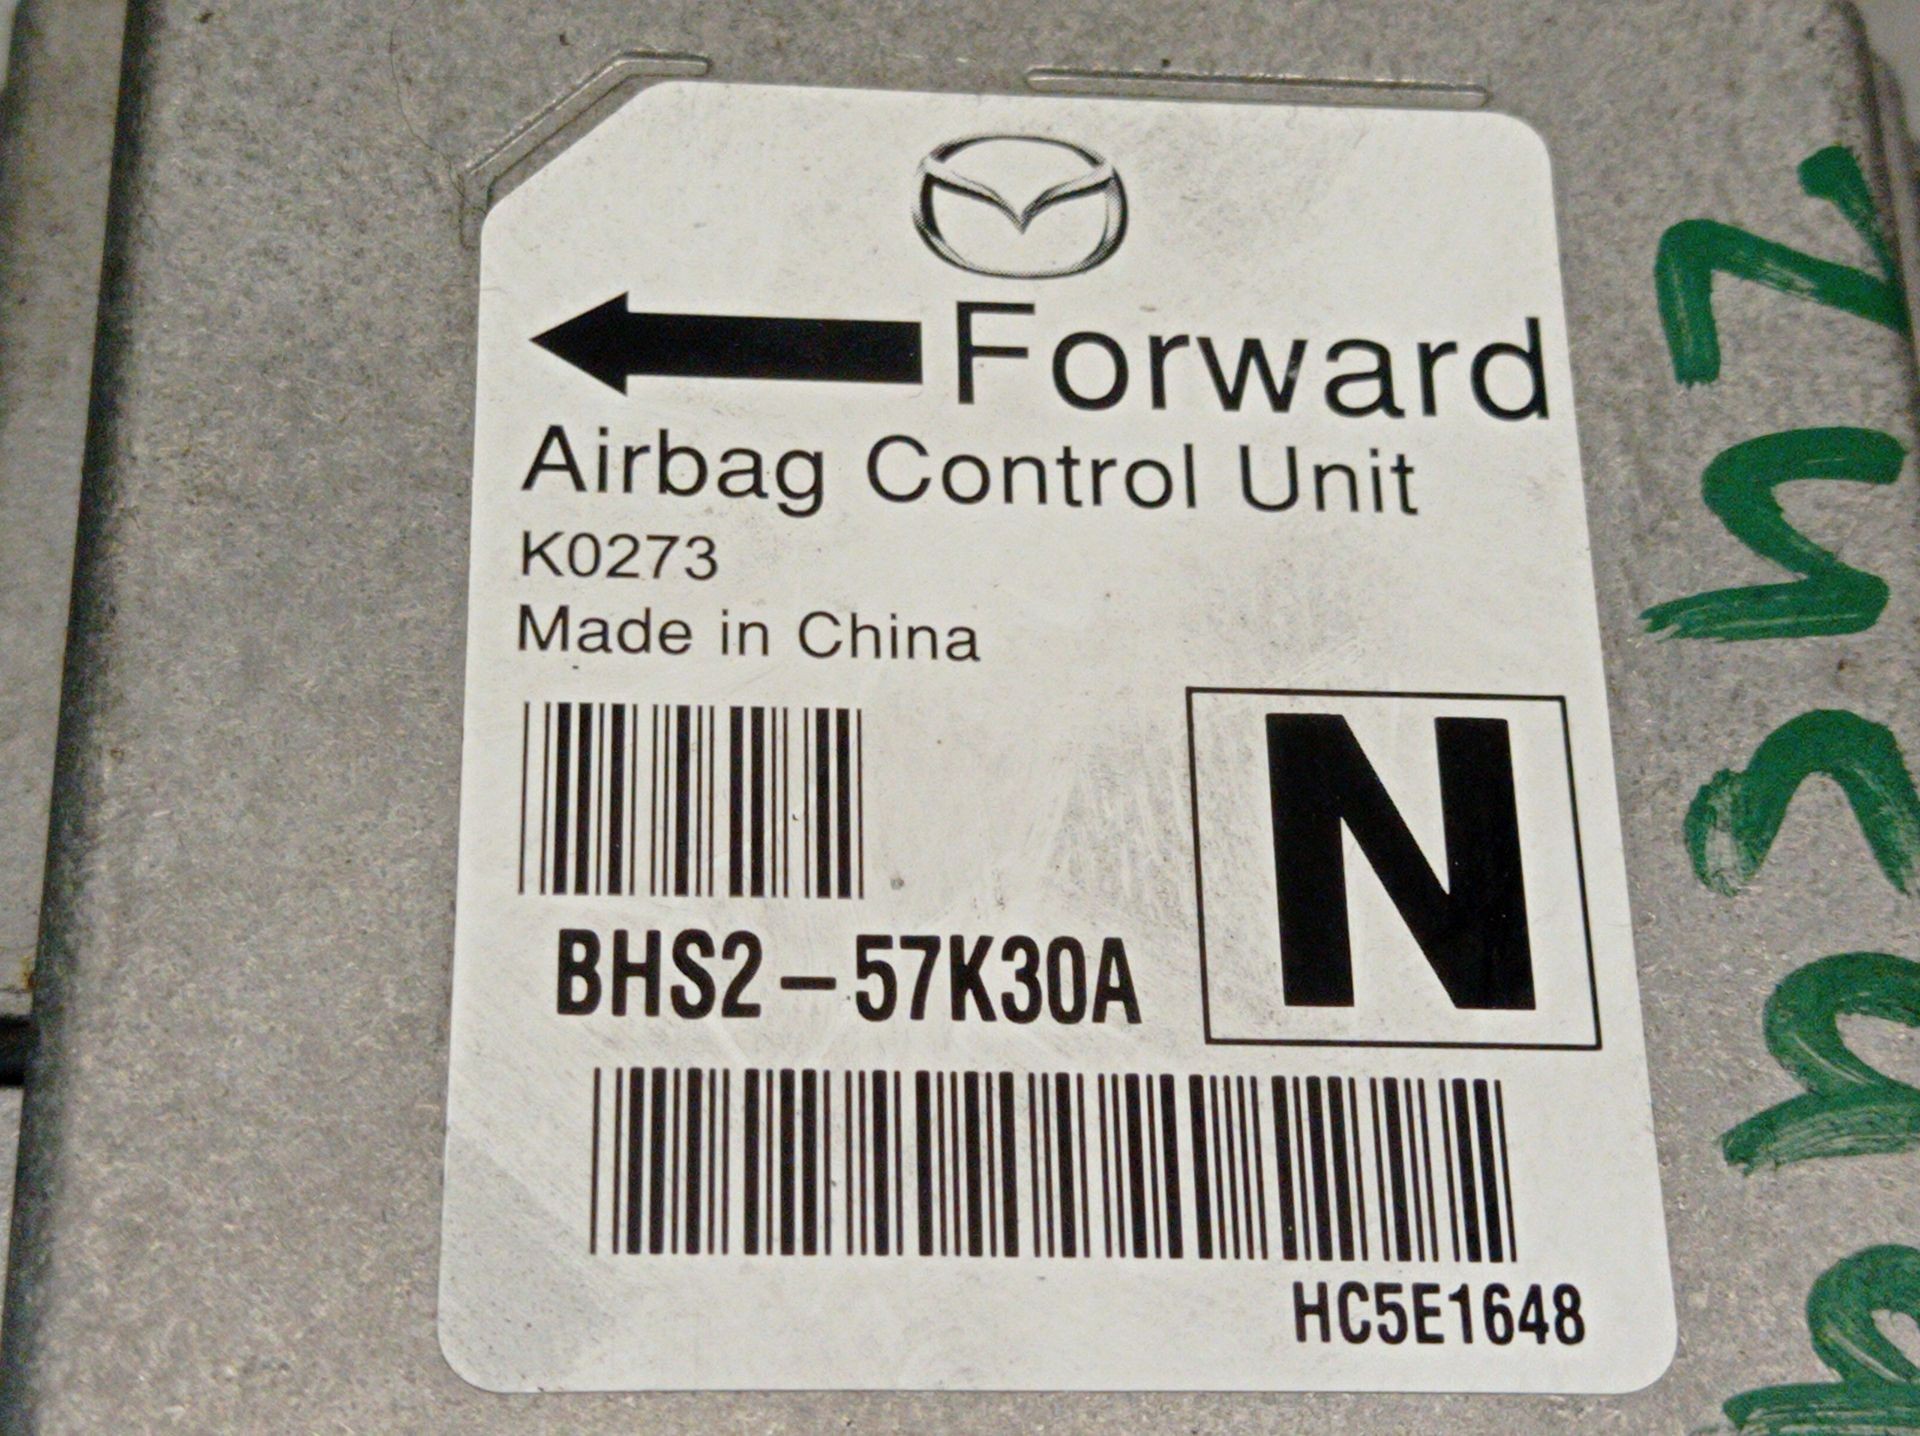 Forward
Airbag Control Unit
K0273
Made in China
N
BHS2-57K30A
HC5E1648